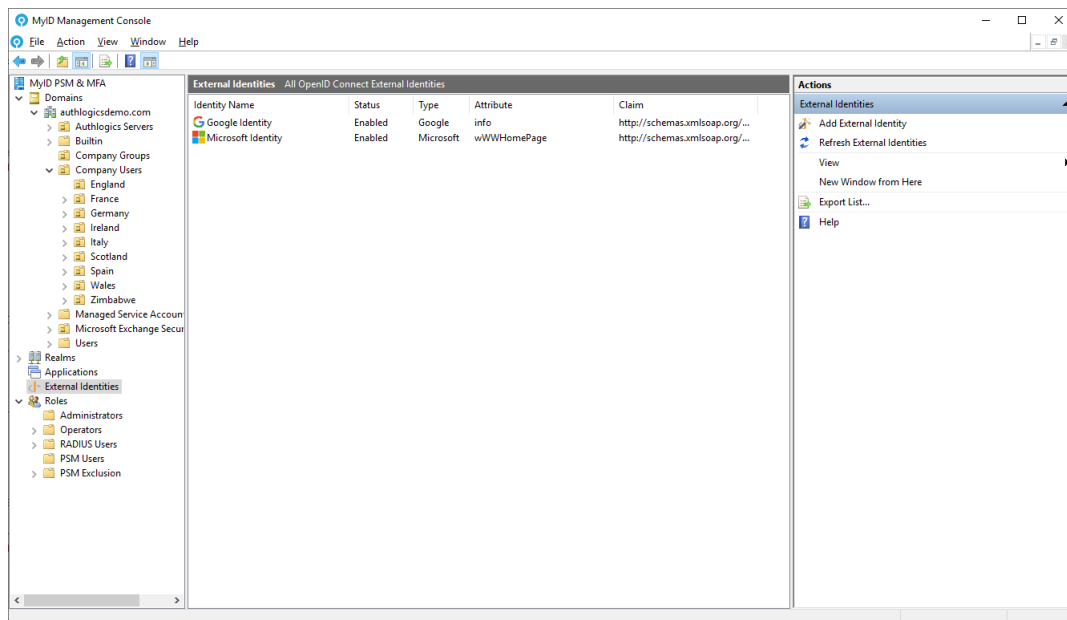 MyID Management Console
File Action View Window Help
MyID PSM & MFA
Domains
authlogicsdemo.com
Authlogics Servers
Builtin
Company Groups
Company Users
England
France
Germany
Ireland
Italy
Scotland
Spain
Wales
Zimbabwe
Managed Service Accoun
Microsoft Exchange Secur
Users
Realms
Applications
External Identities
Roles
Administrators
Operators
RADIUS Users
PSM Users
PSM Exclusion
External Identities All OpenID Connect External Identities
Identity Name Status Type Attribute Claim
Google Identity Enabled Google info http://schemas.xmlsoap.org/...
Microsoft Identity Enabled Microsoft wWWHomePage http://schemas.xmlsoap.org/...
Actions
External Identities
Add External Identity
Refresh External Identities
View
New Window from Here
Export List...
Help